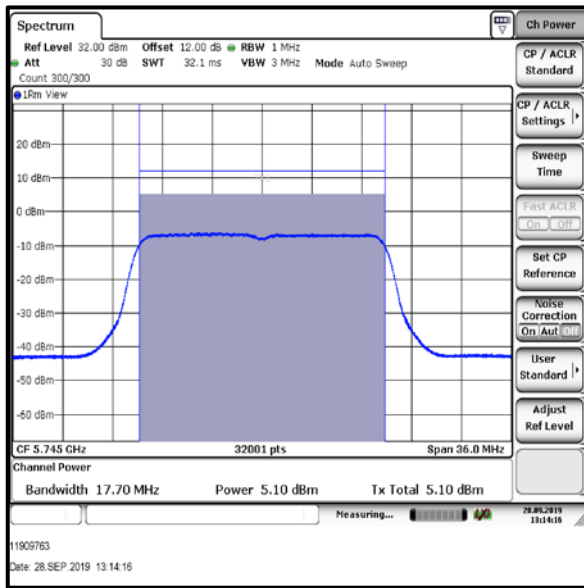 Spectrum
Ref Level 32.00 dBm Offset 12.00 dB RBW 1 MHz
Att 30 dB SWT 32.1 ms VBW 3 MHz Mode Auto Sweep
Count 300/300
1Rm View
20 dBm
10 dBm
0 dBm
-10 dBm
-20 dBm
-30 dBm
-40 dBm
-50 dBm
-60 dBm
CF 5.745 GHz 32001 pts Span 36.0 MHz
Channel Power
Bandwidth 17.70 MHz Power 5.10 dBm Tx Total 5.10 dBm
Measuring... 28.09.2019
13:14:16
Ch Power
CP / ACLR
Standard
CP / ACLR
Settings
Sweep
Time
Fast ACLR
On Off
Set CP
Reference
Noise
Correction
On Aut Off
User
Standard
Adjust
Ref Level
11909763
Date: 28.SEP.2019 13:14:16